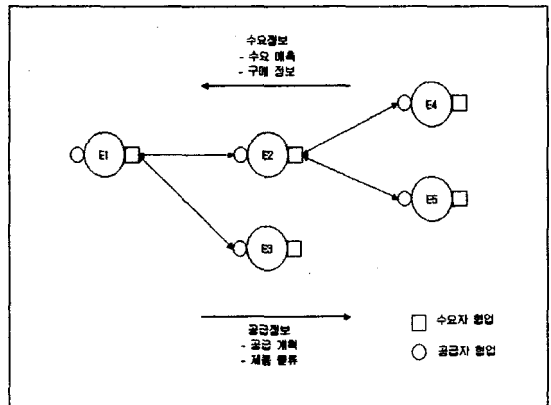 수요정보
- 수요 예측
- 구매 정보
E4
E1
E2
E5
E3
공급정보
- 공급 계획
- 제품 물류
수요자 협업
공급자 협업